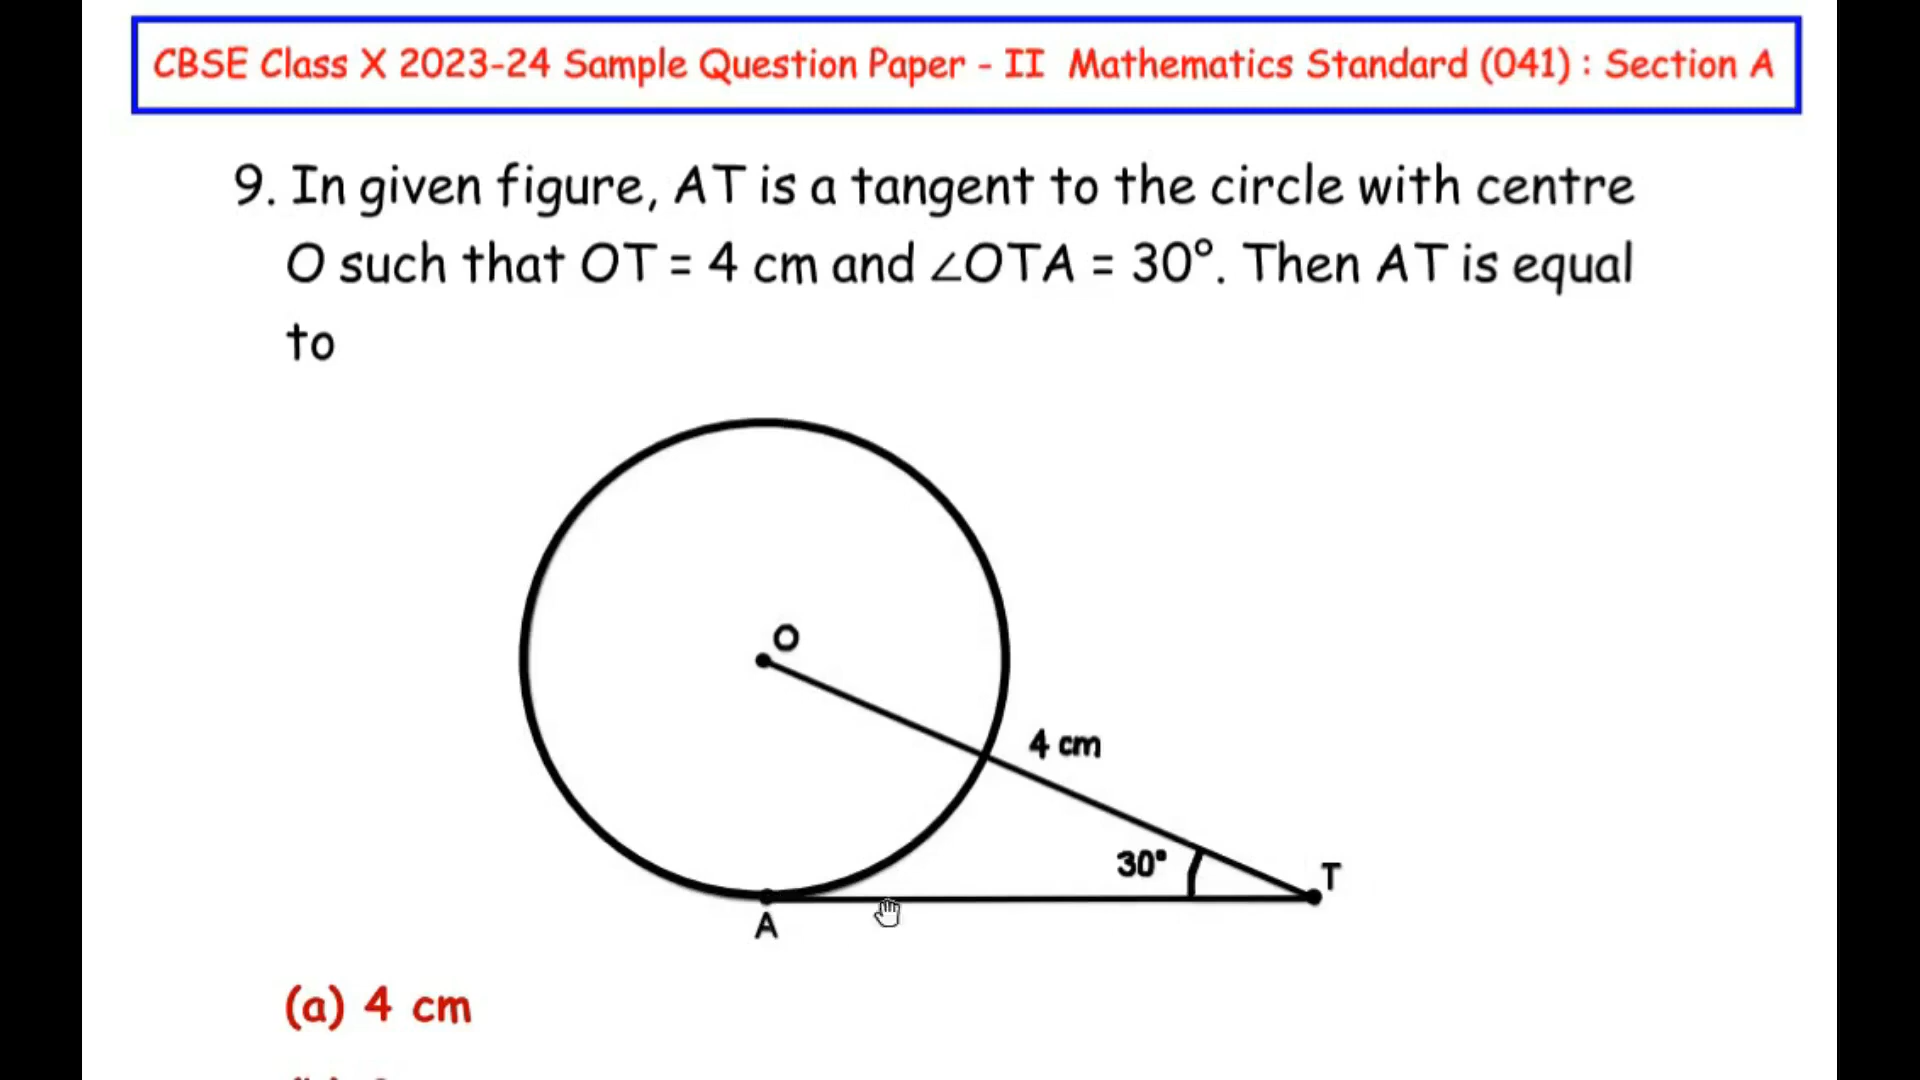 CBSE Class X 2023-24 Sample Question Paper - II Mathematics Standard (041) : Section A
9. In given figure, AT is a tangent to the circle with centre
O such that OT = 4 cm and ∠OTA = 30°. Then AT is equal
to
O
4 cm
30°
T
A
(a) 4 cm